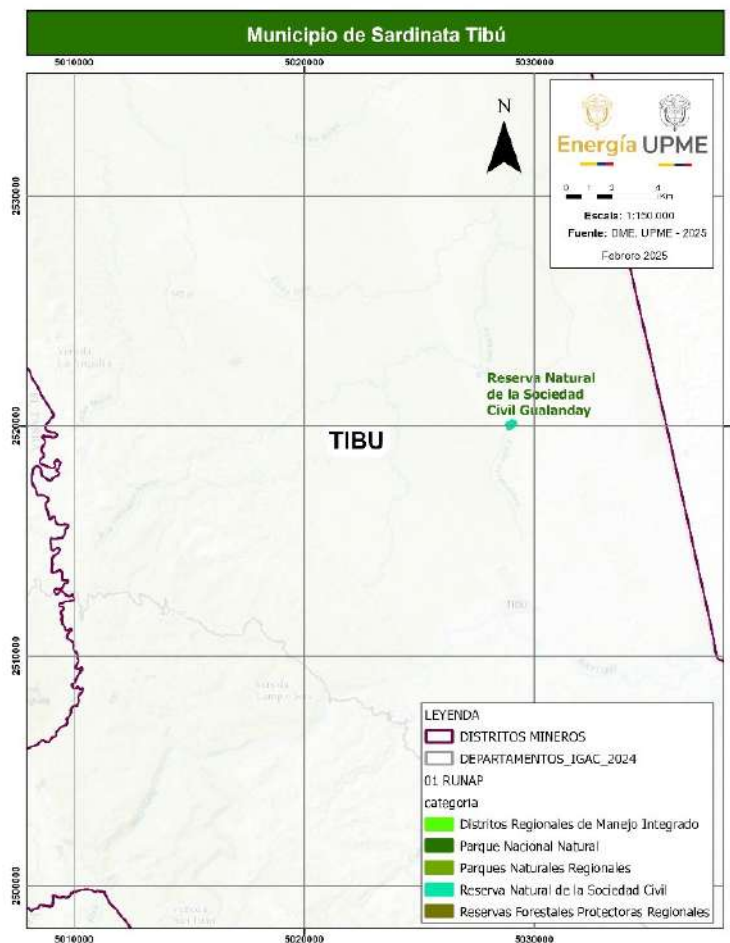 Municipio de Sardinata Tibú
5010000 5020000 5030000
N
Energía UPME
Km
Escala: 1:150.000
Fuente: DME, UPME - 2025
Febrero 2025
2530000
Reserva Natural
de la Sociedad
Civil Gualanday
2520000
TIBU
TIBÚ
2510000
LEYENDA
DISTRITOS MINEROS
DEPARTAMENTOS_IGAC_2024
01 RUNAP
categoria
Distritos Regionales de Manejo Integrado
Parque Nacional Natural
Parques Naturales Regionales
Reserva Natural de la Sociedad Civil
Reservas Forestales Protectoras Regionales
2500000
5010000 5020000 5030000